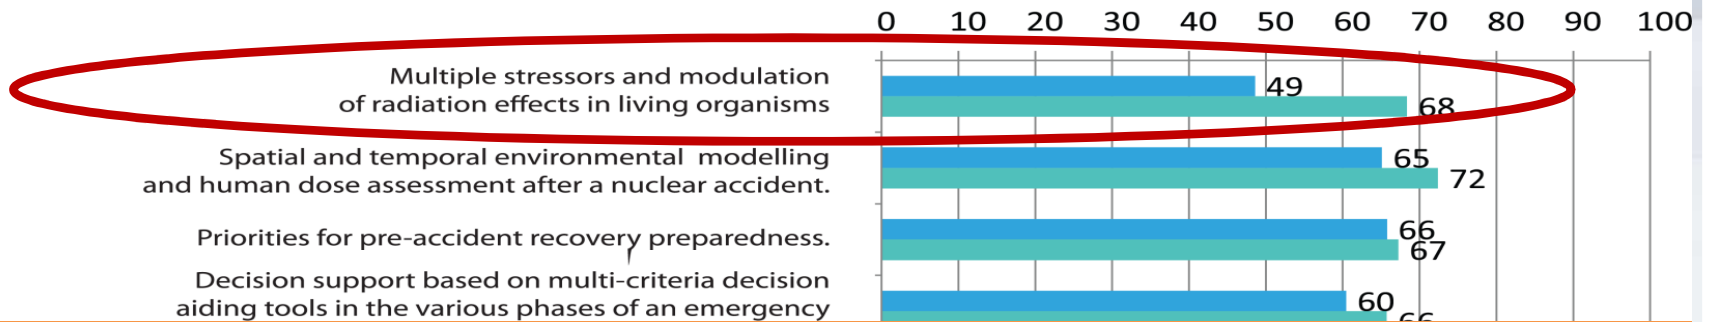 0 10 20 30 40 50 60 70 80 90 100
Multiple stressors and modulation
of radiation effects in living organisms
49
68
Spatial and temporal environmental modelling
and human dose assessment after a nuclear accident.
65
72
Priorities for pre-accident recovery preparedness.
66
67
Decision support based on multi-criteria decision
aiding tools in the various phases of an emergency
60